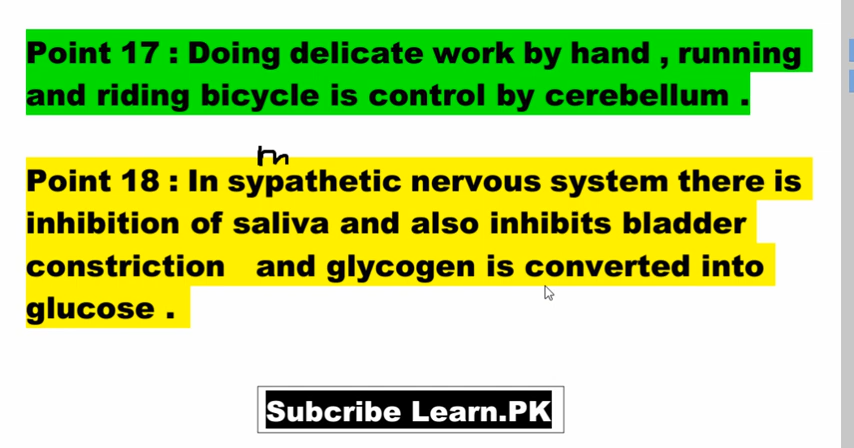 Point 17 : Doing delicate work by hand , running
and riding bicycle is control by cerebellum .
m
Point 18 : In sypathetic nervous system there is
inhibition of saliva and also inhibits bladder
constriction and glycogen is converted into
glucose .
Subcribe Learn.PK